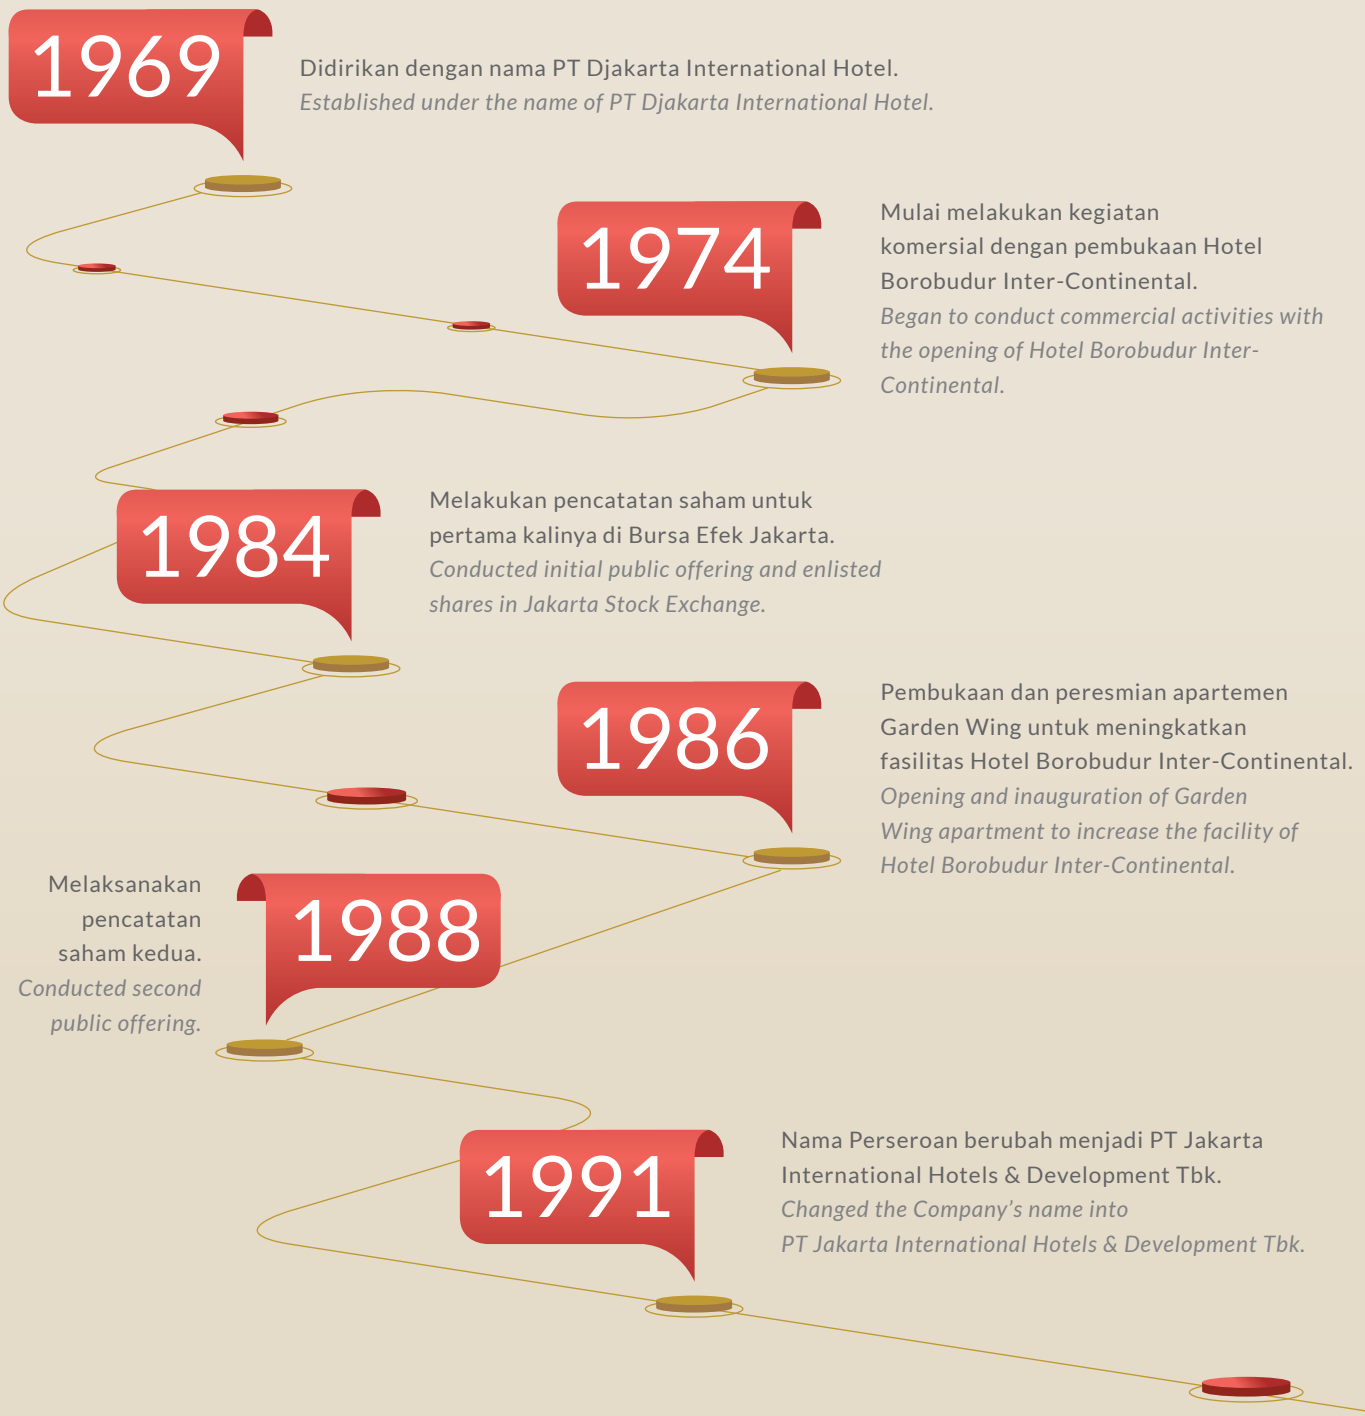 1969
Didirikan dengan nama PT Djakarta International Hotel.
Established under the name of PT Djakarta International Hotel.
1974
Mulai melakukan kegiatan
komersial dengan pembukaan Hotel
Borobudur Inter-Continental.
Began to conduct commercial activities with
the opening of Hotel Borobudur Inter-
Continental.
1984
Melakukan pencatatan saham untuk
pertama kalinya di Bursa Efek Jakarta.
Conducted initial public offering and enlisted
shares in Jakarta Stock Exchange.
1986
Pembukaan dan peresmian apartemen
Garden Wing untuk meningkatkan
fasilitas Hotel Borobudur Inter-Continental.
Opening and inauguration of Garden
Wing apartment to increase the facility of
Hotel Borobudur Inter-Continental.
1988
Melaksanakan
pencatatan
saham kedua.
Conducted second
public offering.
1991
Nama Perseroan berubah menjadi PT Jakarta
International Hotels & Development Tbk.
Changed the Company’s name into
PT Jakarta International Hotels & Development Tbk.